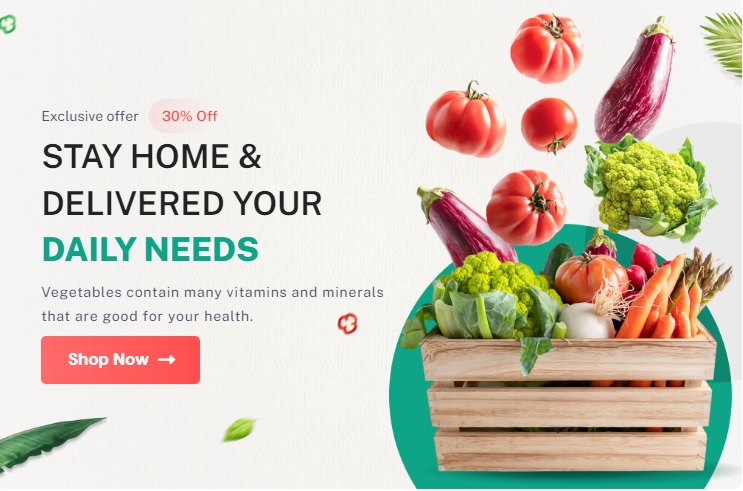 Exclusive offer 30% Off
STAY HOME &
DELIVERED YOUR
DAILY NEEDS
Vegetables contain many vitamins and minerals
that are good for your health.
Shop Now →